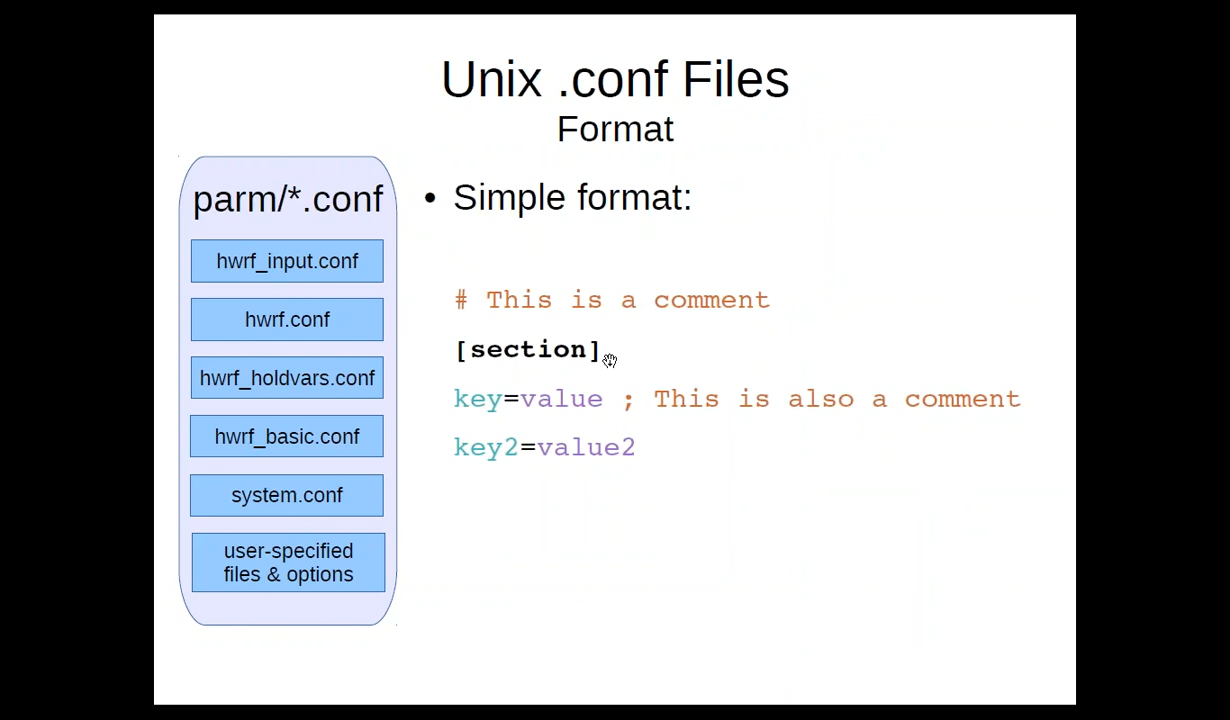 Unix .conf Files
Format
parm/*.conf
hwrf_input.conf
hwrf.conf
hwrf_holdvars.conf
hwrf_basic.conf
system.conf
user-specified
files & options
• Simple format:
# This is a comment
[section]
key=value ; This is also a comment
key2=value2